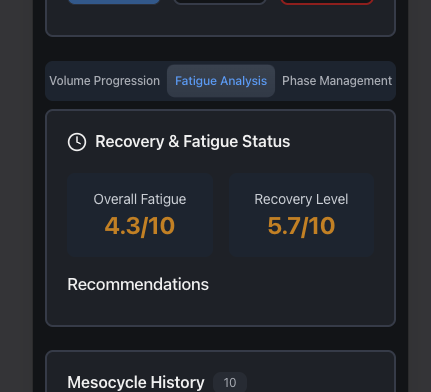 Volume Progression Fatigue Analysis Phase Management
Recovery & Fatigue Status
Overall Fatigue Recovery Level
4.3/10 5.7/10
Recommendations
Mesocycle History 10